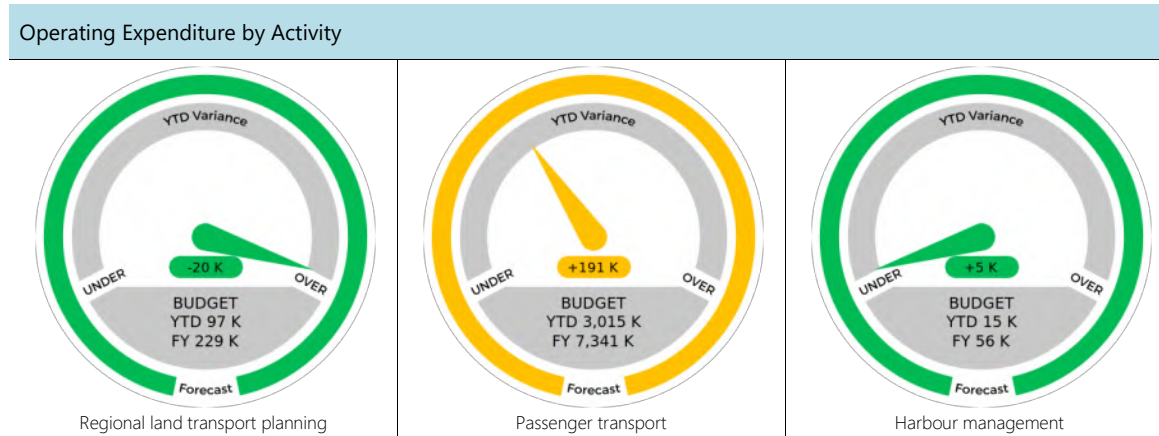 Operating Expenditure by Activity
YTD Variance
-20 K
UNDER
OVER
BUDGET
YTD 97 K
FY 229 K
Forecast
Regional land transport planning
YTD Variance
+191 K
UNDER
OVER
BUDGET
YTD 3,015 K
FY 7,341 K
Forecast
Passenger transport
YTD Variance
+5 K
UNDER
OVER
BUDGET
YTD 15 K
FY 56 K
Forecast
Harbour management